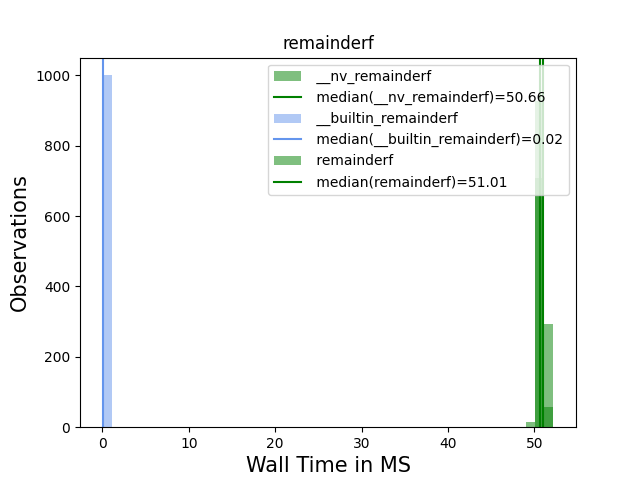 remainderf
1000
800
600
400
200
0
Observations
__nv_remainderf
median(__nv_remainderf)=50.66
__builtin_remainderf
median(__builtin_remainderf)=0.02
remainderf
median(remainderf)=51.01
0 10 20 30 40 50
Wall Time in MS